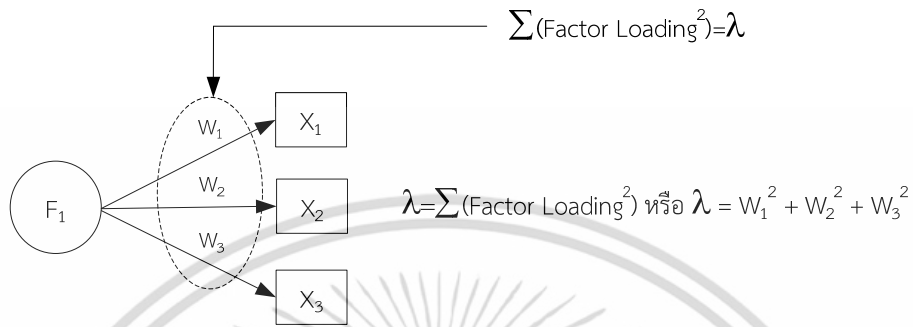 ∑(Factor Loading²)=λ
W₁
X₁
F₁
W₂
X₂
λ=∑(Factor Loading²) หรือ λ = W₁² + W₂² + W₃²
W₃
X₃